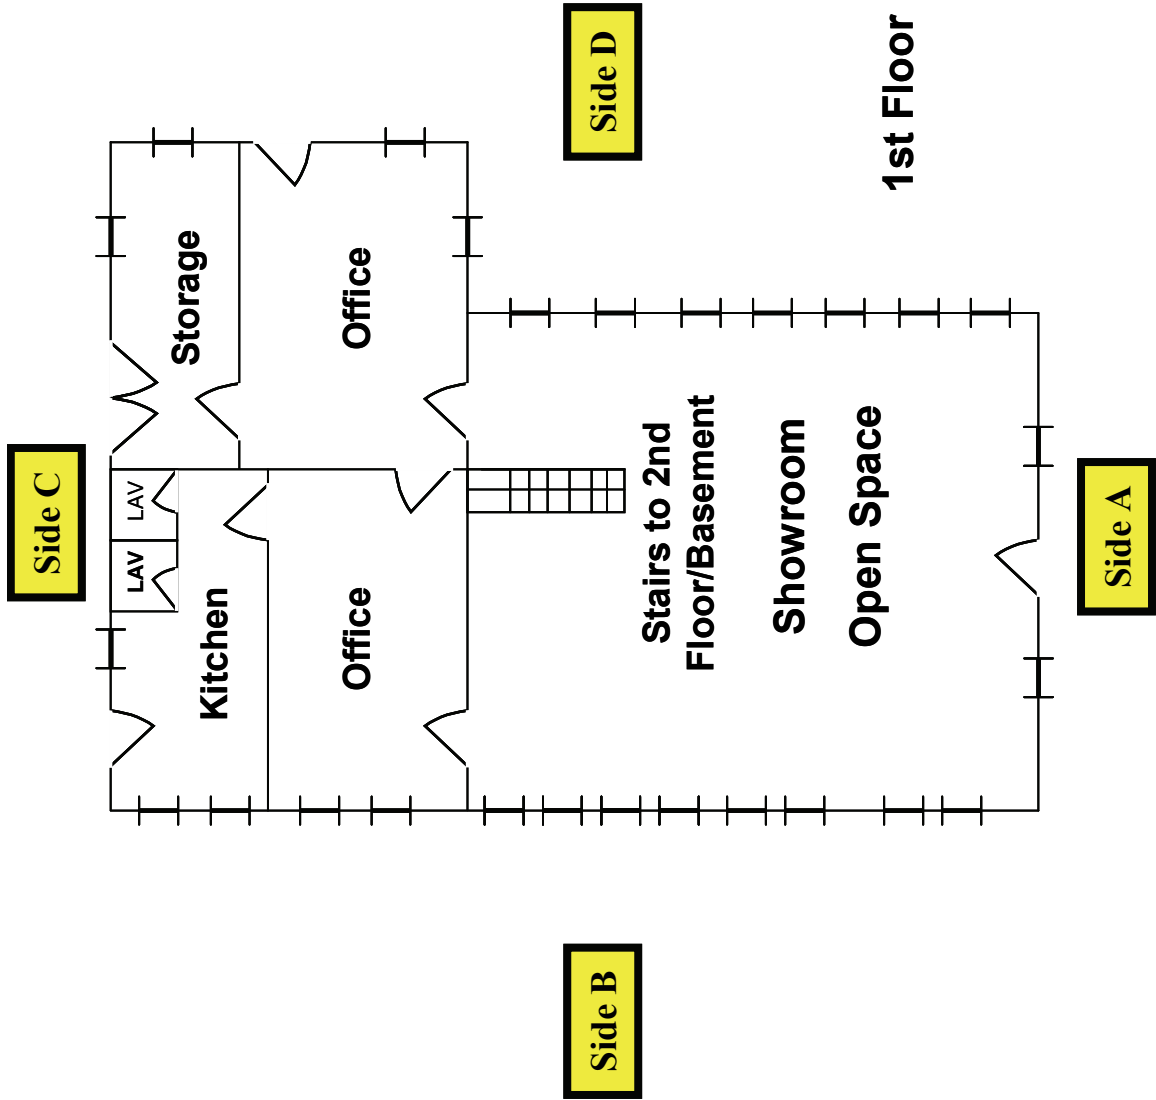 Side C
Side D
Side B
Side A
1st Floor
LAV
LAV
Kitchen
Storage
Office
Office
Stairs to 2nd
Floor/Basement
Showroom
Open Space